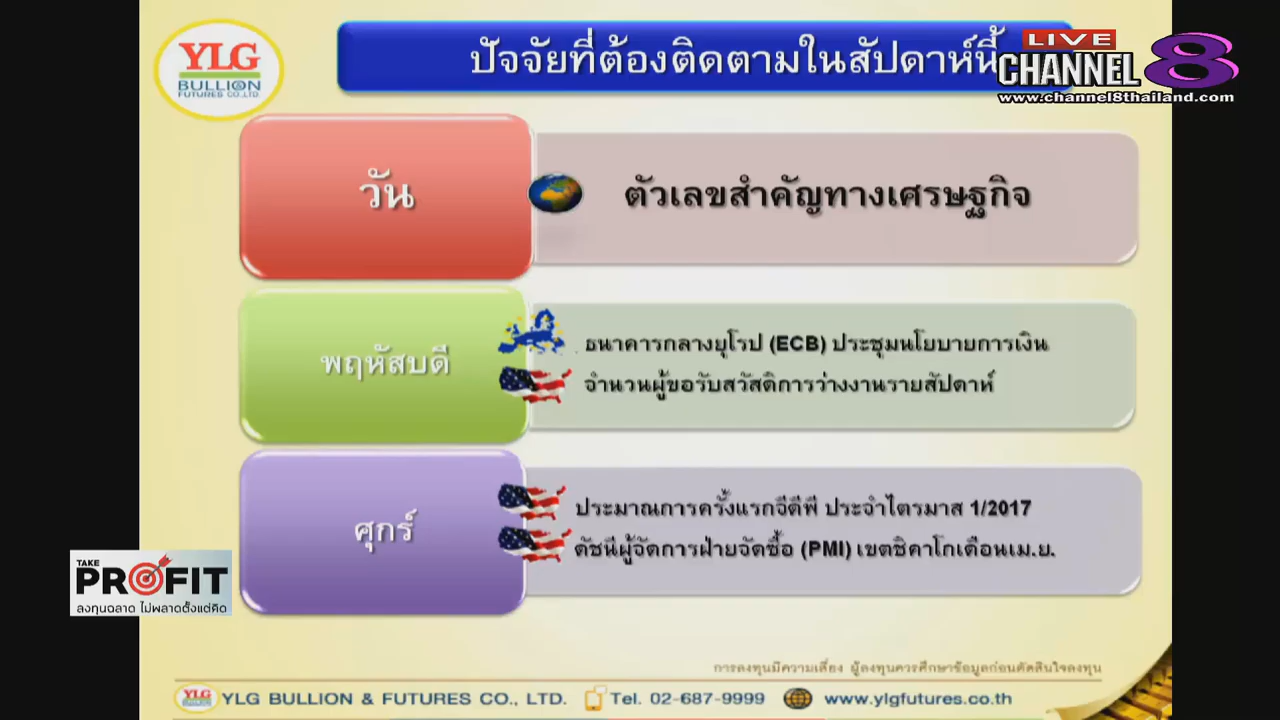 YLG
BULLION
FUTURES CO.,LTD.
ปัจจัยที่ต้องติดตามในสัปดาห์นี้
LIVE
CHANNEL 8
www.channel8thailand.com
วัน
ตัวเลขสำคัญทางเศรษฐกิจ
พฤหัสบดี
ธนาคารกลางยุโรป (ECB) ประชุมนโยบายการเงิน
จำนวนผู้ขอรับสวัสดิการว่างงานรายสัปดาห์
ศุกร์
ประมาณการครั้งแรกจีดีพี ประจำไตรมาส 1/2017
ดัชนีผู้จัดการฝ่ายจัดซื้อ (PMI) เขตชิคาโกเดือนเม.ย.
TAKE
PROFIT
ลงทุนฉลาด ไม่พลาดตั้งแต่คิด
การลงทุนมีความเสี่ยง ผู้ลงทุนควรศึกษาข้อมูลก่อนตัดสินใจลงทุน
YLG YLG BULLION & FUTURES CO., LTD. Tel. 02-687-9999 www.ylgfutures.co.th